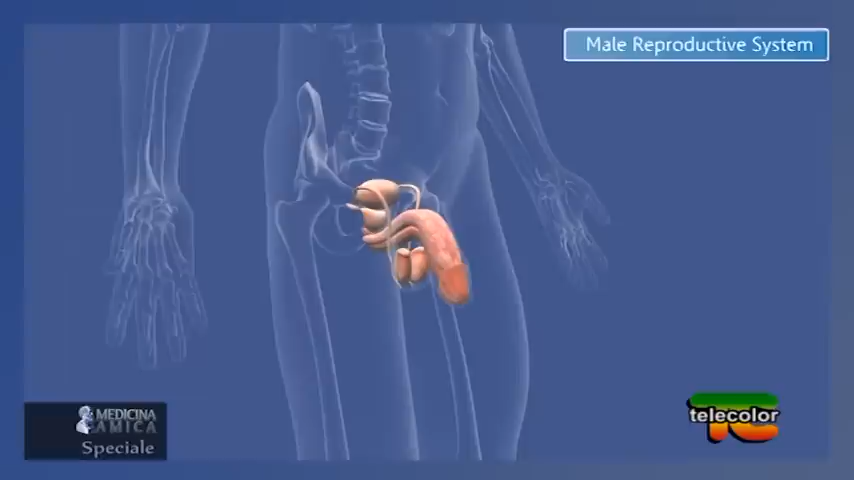 Male Reproductive System
MEDICINA
AMICA
Speciale
telecolor